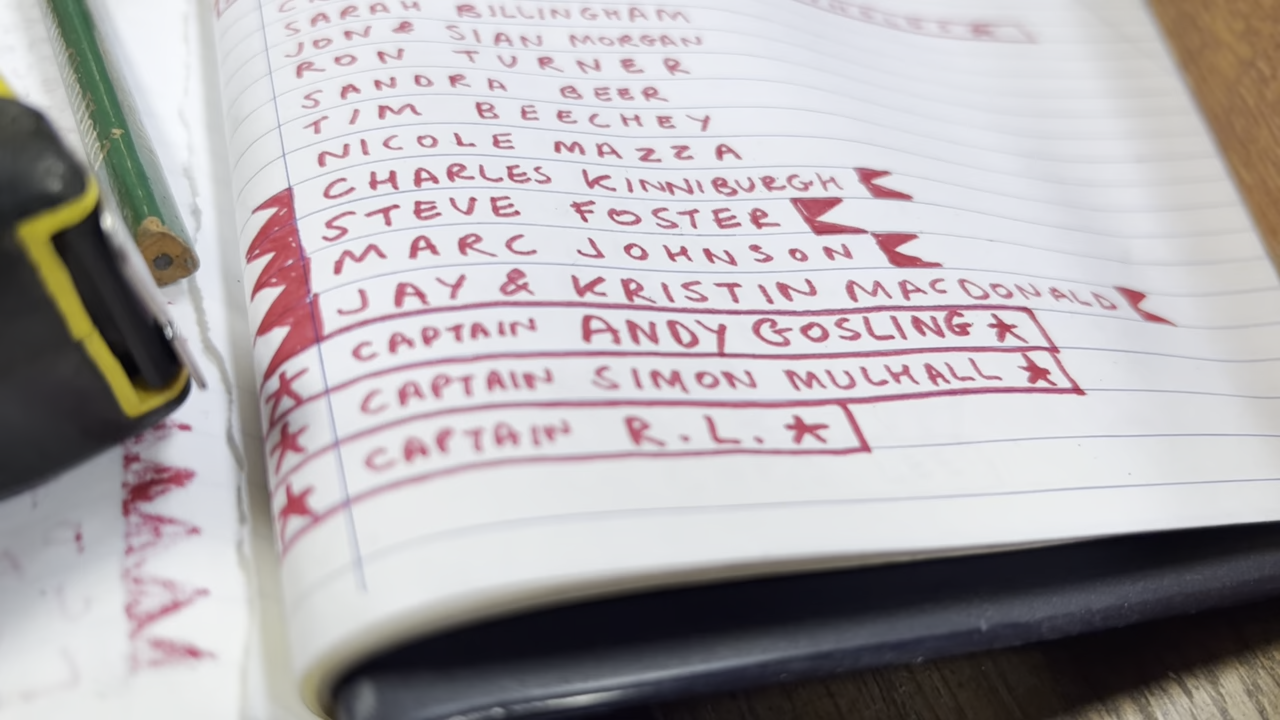 SARAH BILLINGHAM
JON & SIAN MORGAN
RON TURNER
SANDRA BEER
TIM BEECHEY
NICOLE MAZZA
CHARLES KINNIBURGH
STEVE FOSTER
MARC JOHNSON
JAY & KRISTIN MACDONALD
CAPTAIN ANDY GOSLING
CAPTAIN SIMON MULHALL
CAPTAIN R.L.